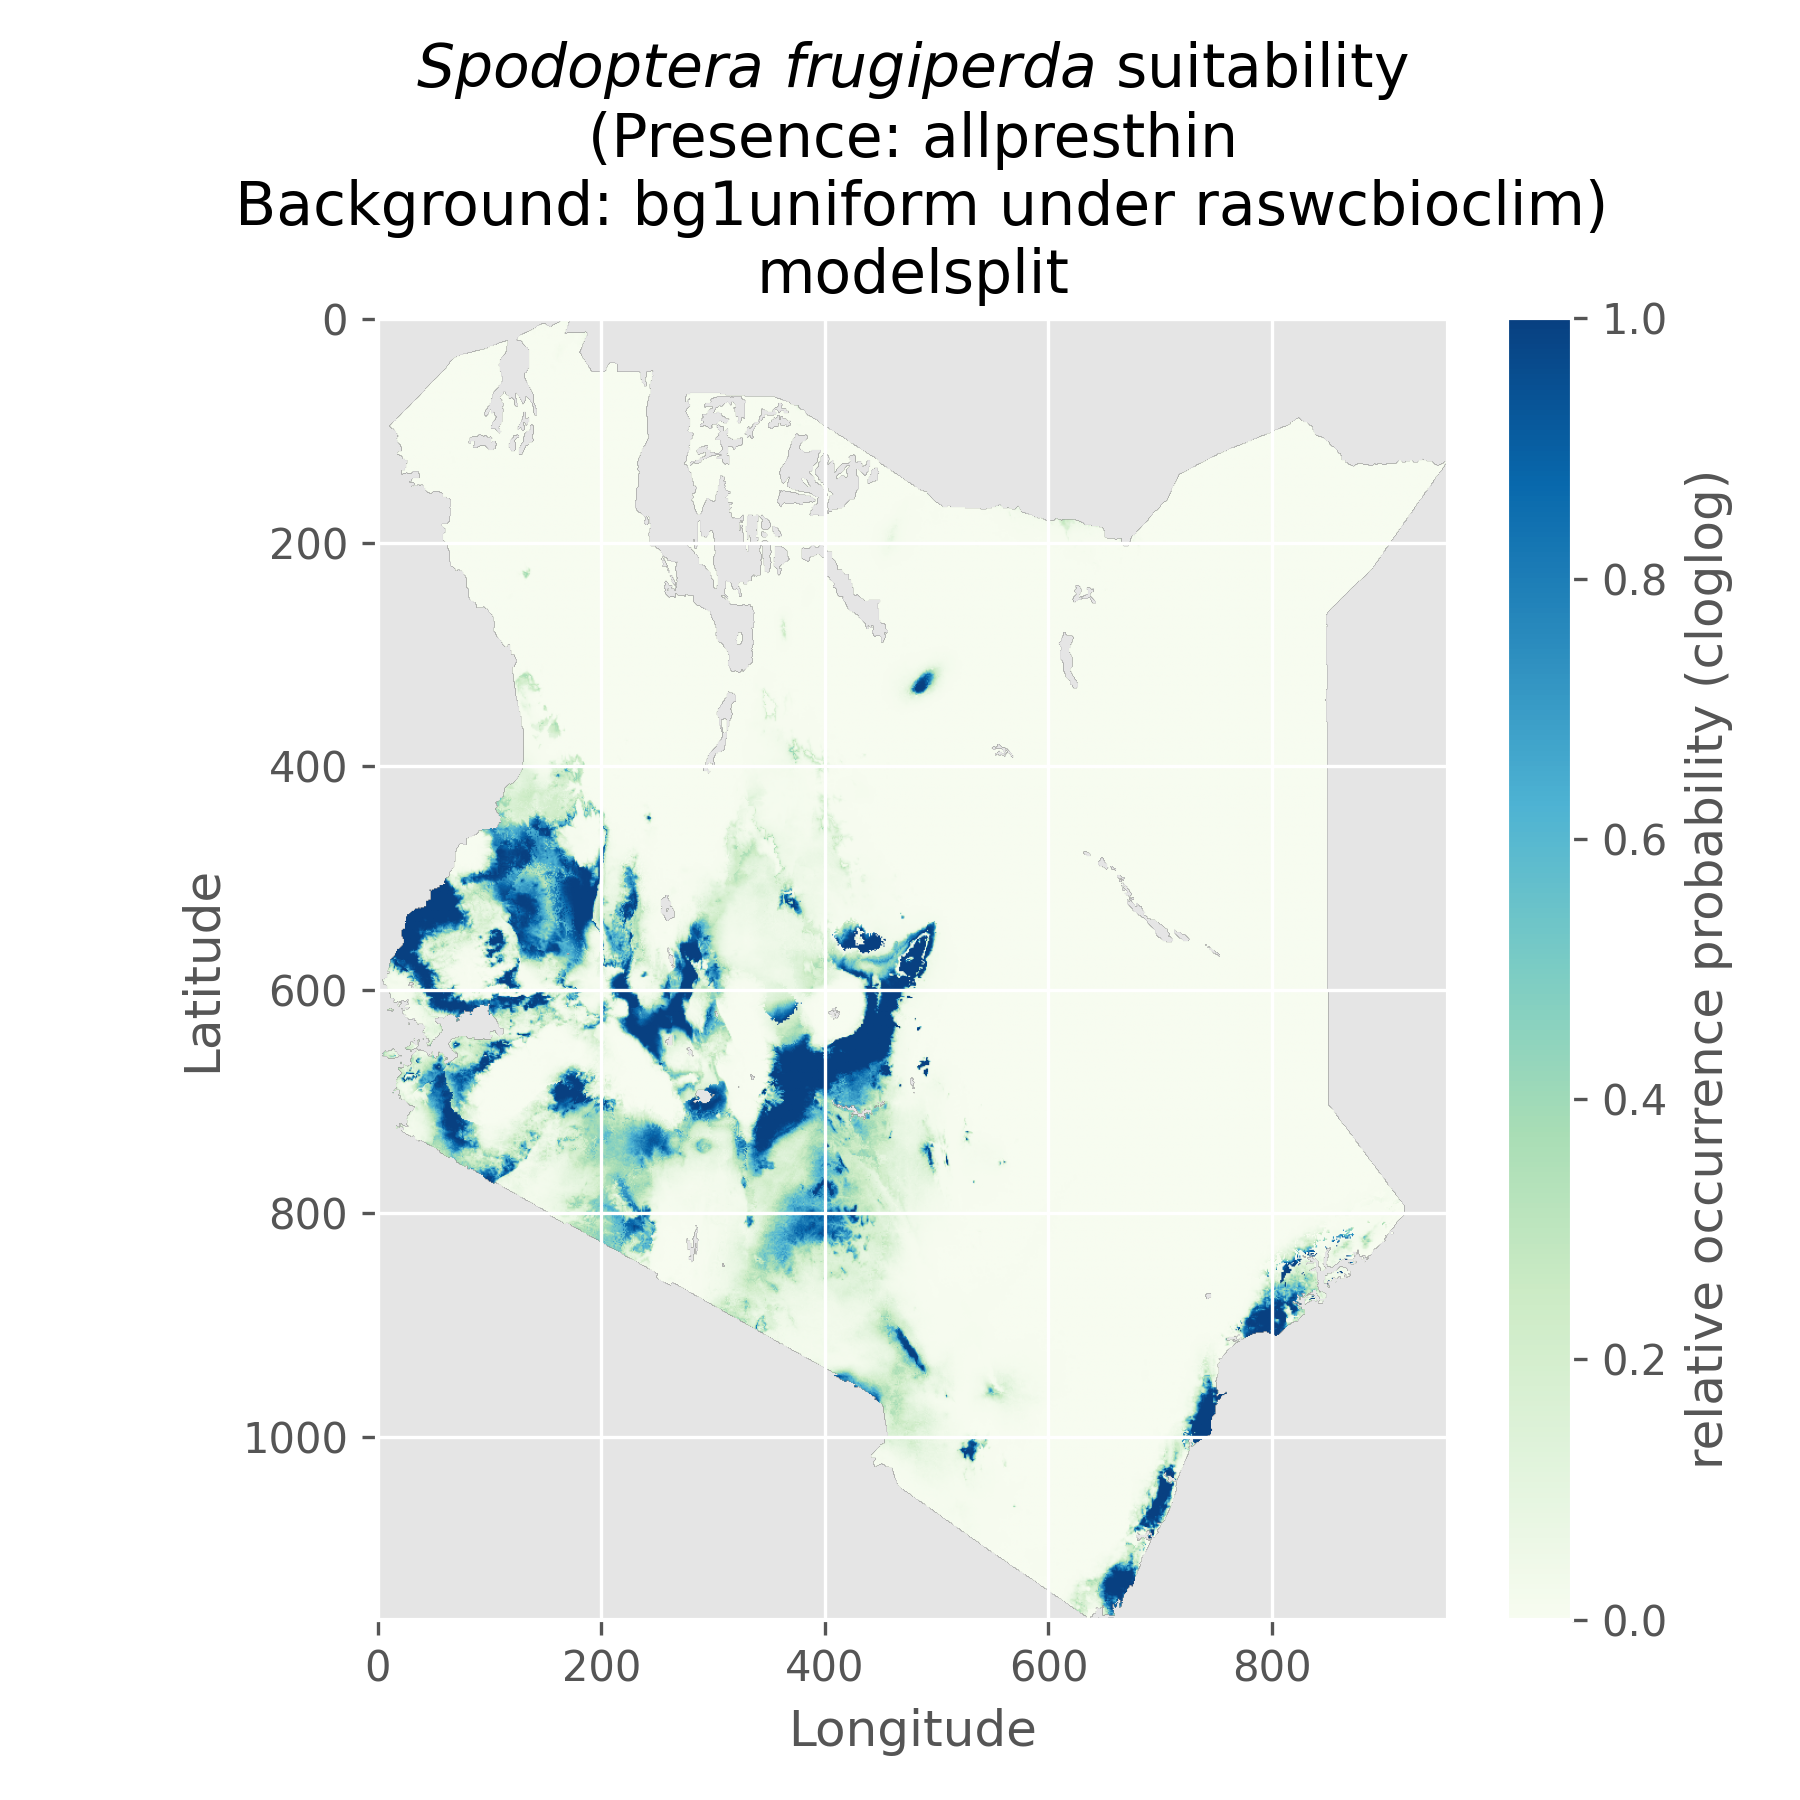 Spodoptera frugiperda suitability
(Presence: allpresthin
Background: bg1uniform under raswcbioclim)
modelsplit
0
200
400
600
800
1000
Latitude
0
200
400
600
800
Longitude
1.0
0.8
0.6
0.4
0.2
0.0
relative occurrence probability (cloglog)